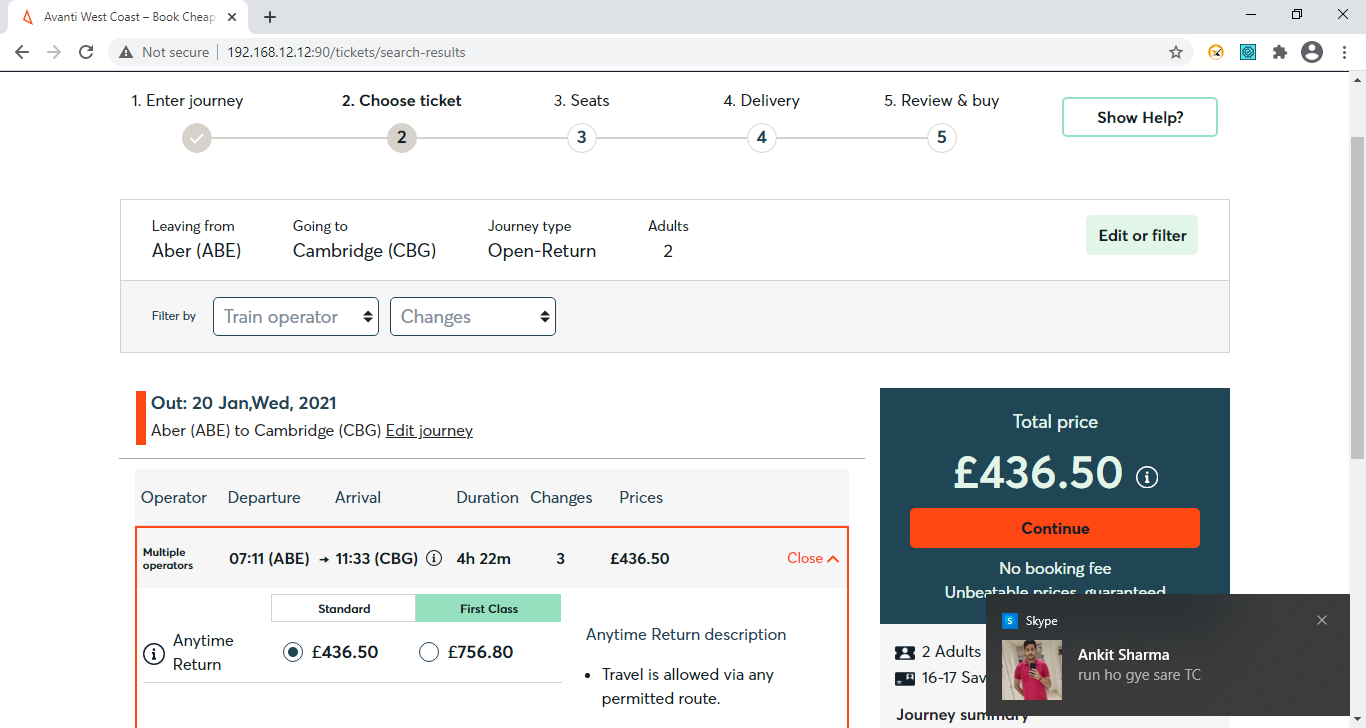 Avanti West Coast – Book Cheap
Not secure
192.168.12.12:90/tickets/search-results
1. Enter journey
2. Choose ticket
3. Seats
4. Delivery
5. Review & buy
2
3
4
5
Show Help?
Leaving from
Aber (ABE)
Going to
Cambridge (CBG)
Journey type
Open-Return
Adults
2
Edit or filter
Filter by
Train operator
Changes
Out: 20 Jan,Wed, 2021
Aber (ABE) to Cambridge (CBG) Edit journey
Operator Departure Arrival Duration Changes Prices
Multiple
operators
07:11 (ABE) → 11:33 (CBG) i 4h 22m 3 £436.50 Close
Standard First Class
i
Anytime
Return
£436.50 £756.80
Anytime Return description
• Travel is allowed via any
permitted route.
Total price
£436.50 i
Continue
No booking fee
Unbeatable prices, guaranteed
2 Adults
16-17 Sav
Journey summary
S Skype
Ankit Sharma
run ho gye sare TC